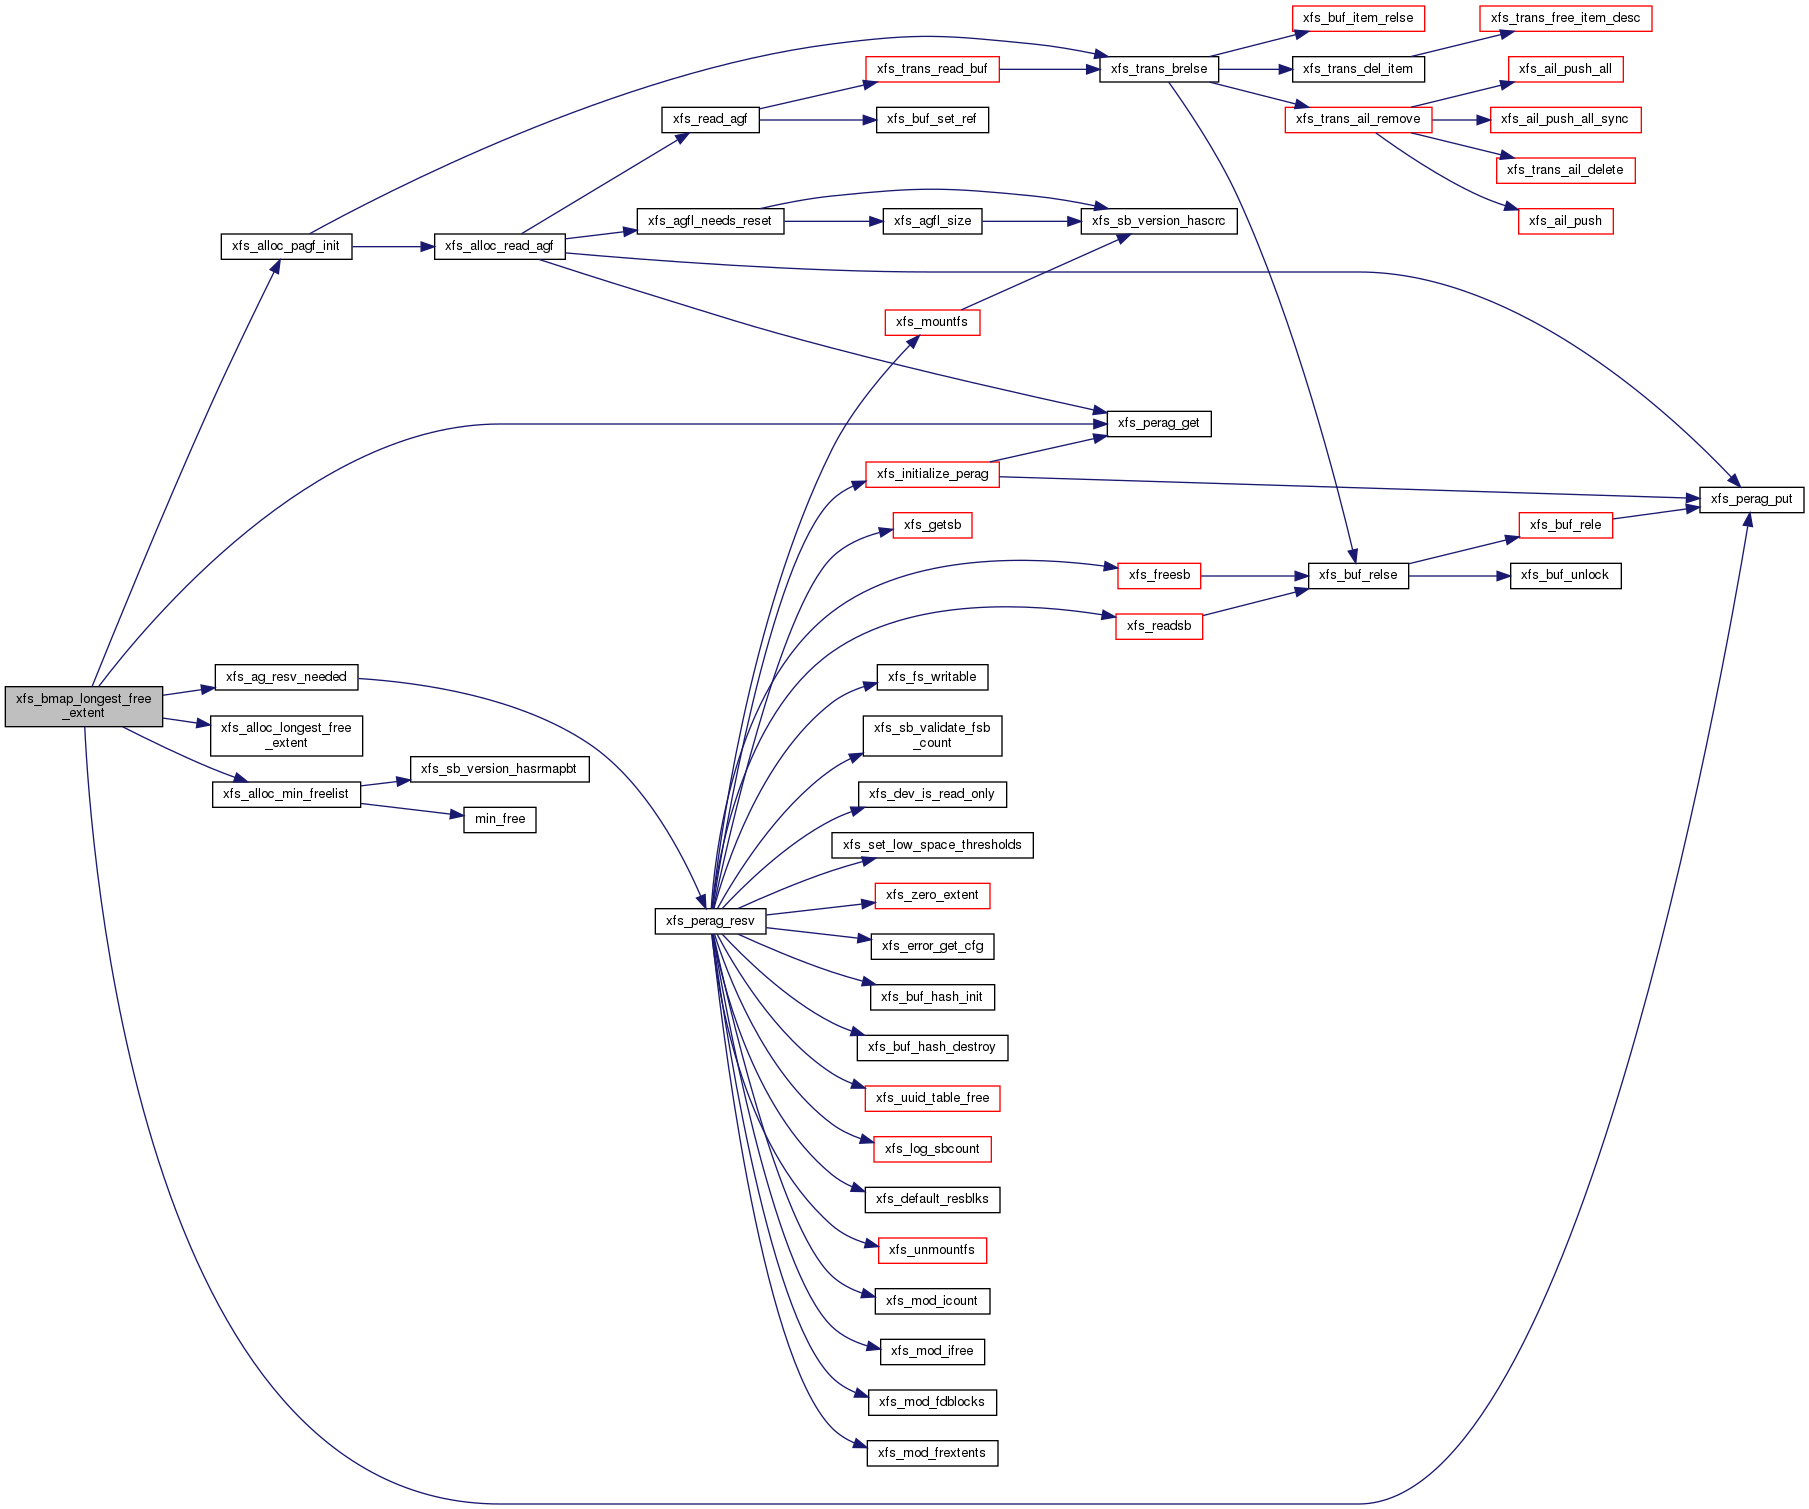 xfs_buf_item_relse
xfs_trans_free_item_desc
xfs_trans_read_buf
xfs_trans_brelse
xfs_trans_del_item
xfs_ail_push_all
xfs_read_agf
xfs_buf_set_ref
xfs_trans_ail_remove
xfs_ail_push_all_sync
xfs_trans_ail_delete
xfs_agfl_needs_reset
xfs_agfl_size
xfs_sb_version_hascrc
xfs_ail_push
xfs_alloc_pagf_init
xfs_alloc_read_agf
xfs_mountfs
xfs_perag_get
xfs_initialize_perag
xfs_perag_put
xfs_getsb
xfs_buf_rele
xfs_freesb
xfs_buf_relse
xfs_buf_unlock
xfs_readsb
xfs_ag_resv_needed
xfs_fs_writable
xfs_bmap_longest_free
_extent
xfs_alloc_longest_free
_extent
xfs_sb_validate_fsb
_count
xfs_sb_version_hasrmapbt
xfs_alloc_min_freelist
xfs_dev_is_read_only
min_free
xfs_set_low_space_thresholds
xfs_zero_extent
xfs_perag_resv
xfs_error_get_cfg
xfs_buf_hash_init
xfs_buf_hash_destroy
xfs_uuid_table_free
xfs_log_sbcount
xfs_default_resblks
xfs_unmountfs
xfs_mod_icount
xfs_mod_ifree
xfs_mod_fdblocks
xfs_mod_frextents